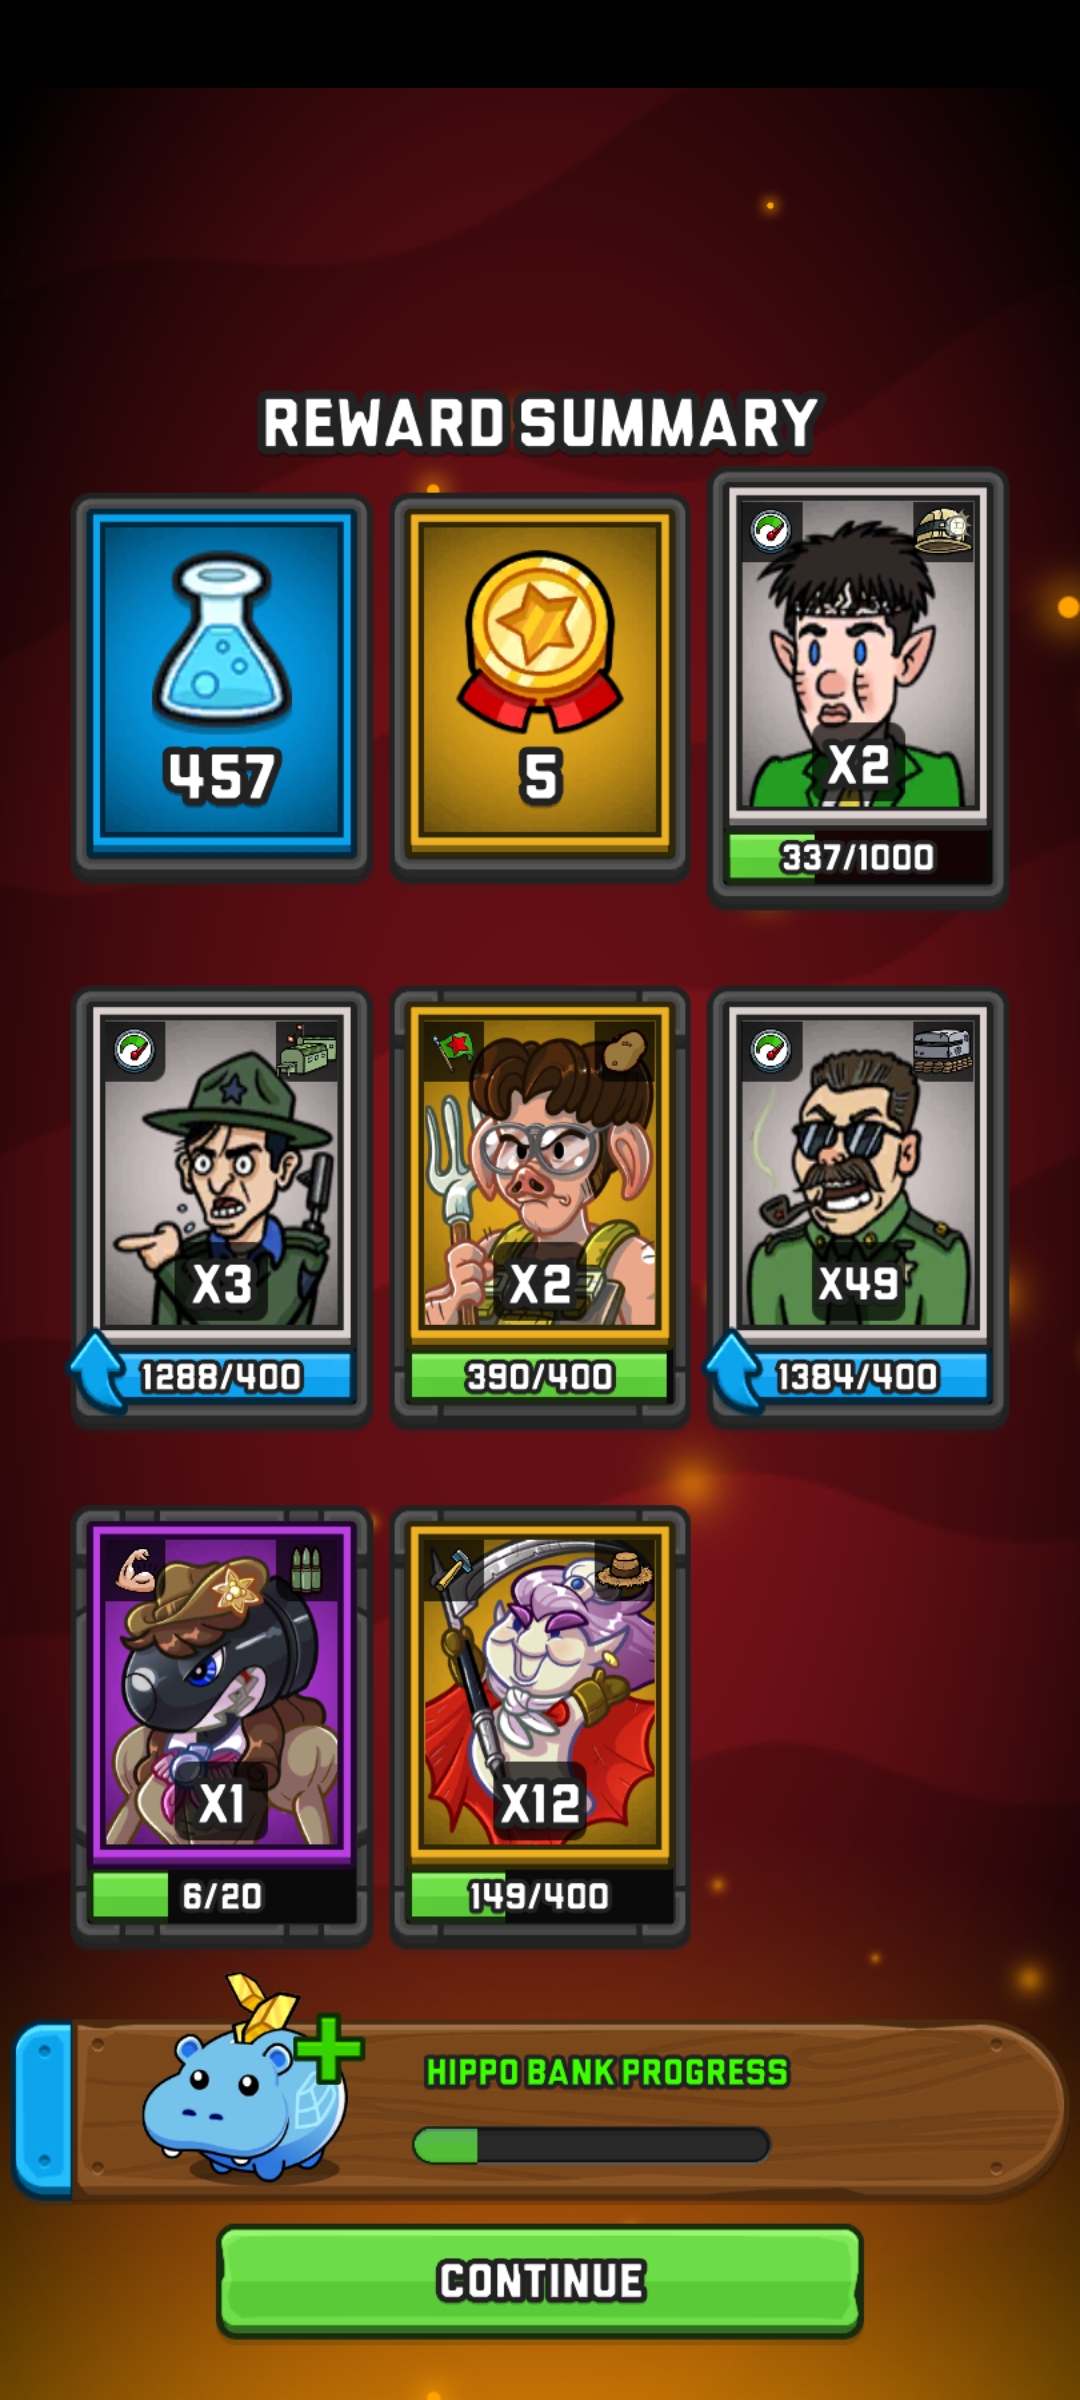 REWARD SUMMARY
457
5
X2
337/1000
X3
1288/400
X2
390/400
X49
1384/400
X1
6/20
X12
149/400
HIPPO BANK PROGRESS
CONTINUE